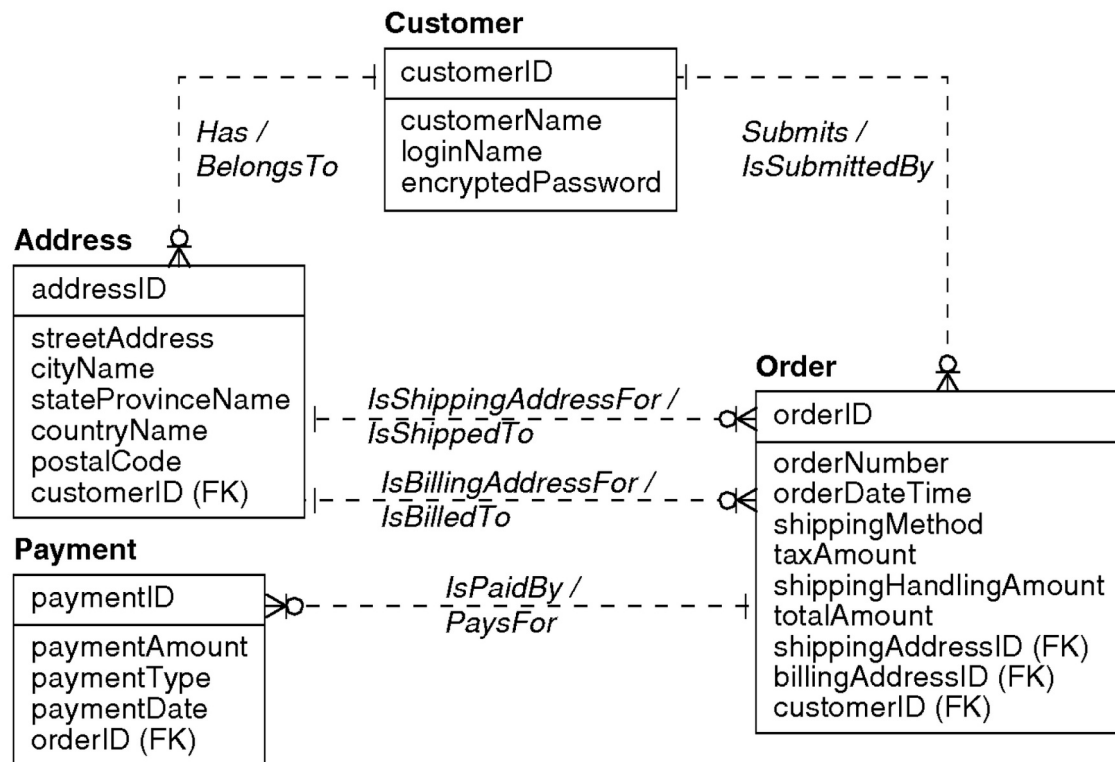 Customer
customerID
customerName
loginName
encryptedPassword
Has /
BelongsTo
Submits /
IsSubmittedBy
Address
addressID
streetAddress
cityName
stateProvinceName
countryName
postalCode
customerID (FK)
IsShippingAddressFor /
IsShippedTo
IsBillingAddressFor /
IsBilledTo
Order
orderID
orderNumber
orderDateTime
shippingMethod
taxAmount
shippingHandlingAmount
totalAmount
shippingAddressID (FK)
billingAddressID (FK)
customerID (FK)
Payment
paymentID
paymentAmount
paymentType
paymentDate
orderID (FK)
IsPaidBy /
PaysFor